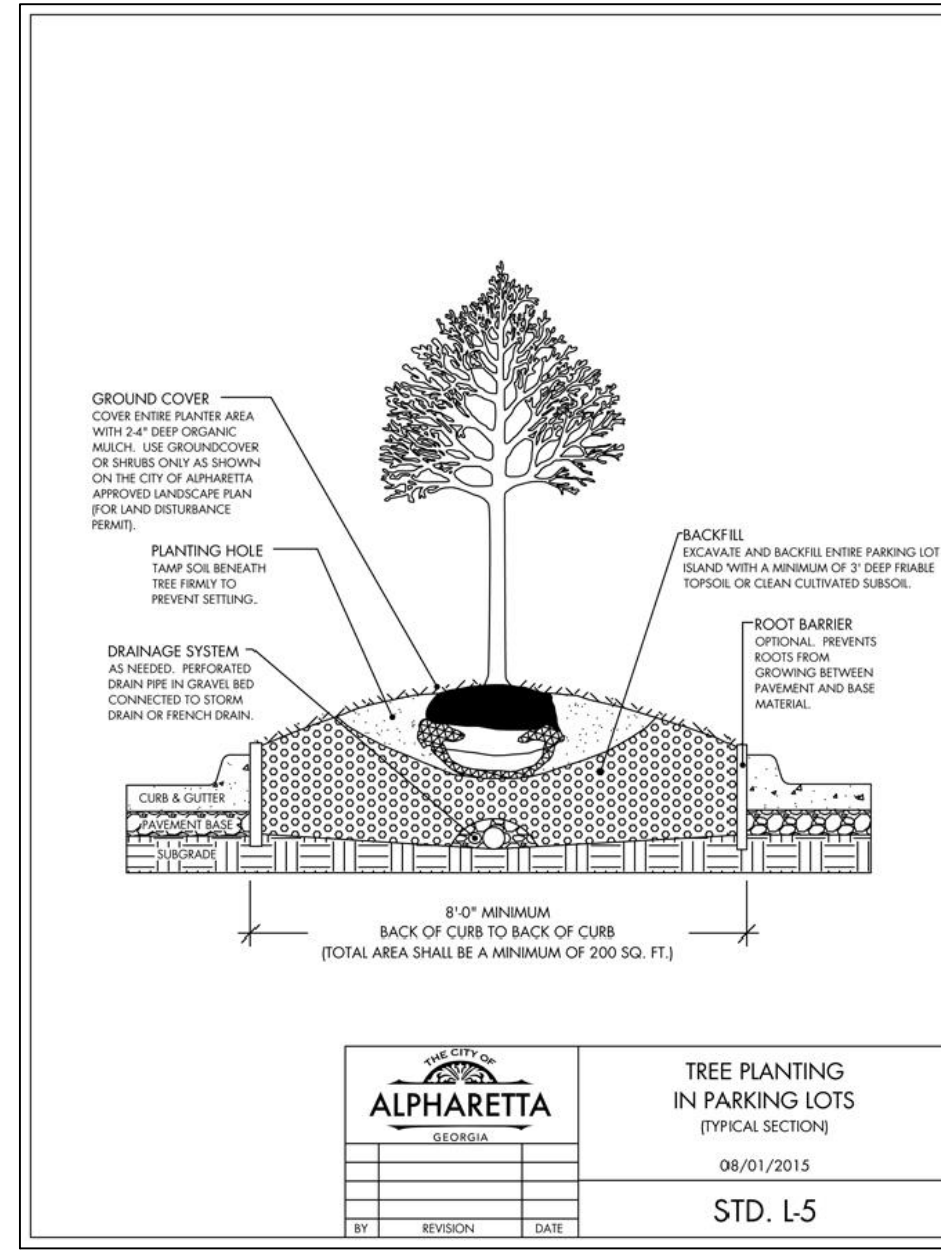 GROUND COVER
COVER ENTIRE PLANTER AREA
WITH 2-4" DEEP ORGANIC
MULCH. USE GROUNDCOVER
OR SHRUBS ONLY AS SHOWN
ON THE CITY OF ALPHARETTA
APPROVED LANDSCAPE PLAN
(FOR LAND DISTURBANCE
PERMIT).
PLANTING HOLE
TAMP SOIL BENEATH
TREE FIRMLY TO
PREVENT SETTLING.
DRAINAGE SYSTEM
AS NEEDED. PERFORATED
DRAIN PIPE IN GRAVEL BED
CONNECTED TO STORM
DRAIN OR FRENCH DRAIN.
BACKFILL
EXCAVATE AND BACKFILL ENTIRE PARKING LOT
ISLAND WITH A MINIMUM OF 3' DEEP FRIABLE
TOPSOIL OR CLEAN CULTIVATED SUBSOIL.
ROOT BARRIER
OPTIONAL. PREVENTS
ROOTS FROM
GROWING BETWEEN
PAVEMENT AND BASE
MATERIAL.
CURB & GUTTER
PAVEMENT BASE
SUBGRADE
8'-0" MINIMUM
BACK OF CURB TO BACK OF CURB
(TOTAL AREA SHALL BE A MINIMUM OF 200 SQ. FT.)
THE CITY OF
ALPHARETTA
GEORGIA
BY REVISION DATE
TREE PLANTING
IN PARKING LOTS
(TYPICAL SECTION)
08/01/2015
STD. L-5